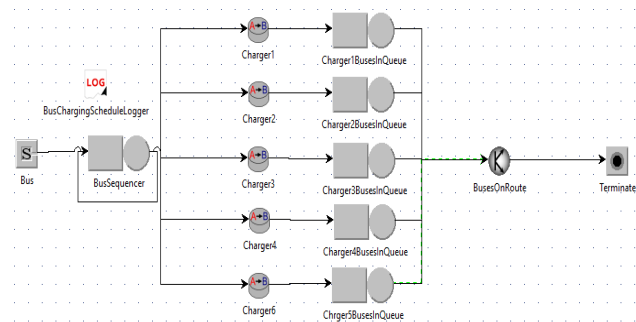 Charger1
Charger1BusesInQueue
LOG
BusChargingScheduleLogger
A B
Charger2
Charger2BusesInQueue
S
Bus
BusSequencer
A B
Charger3
Charger3BusesInQueue
K
BusesOnRoute
Terminate
A B
Charger4
Charger4BusesInQueue
A B
Charger6
Chrger5BusesInQueue
A B